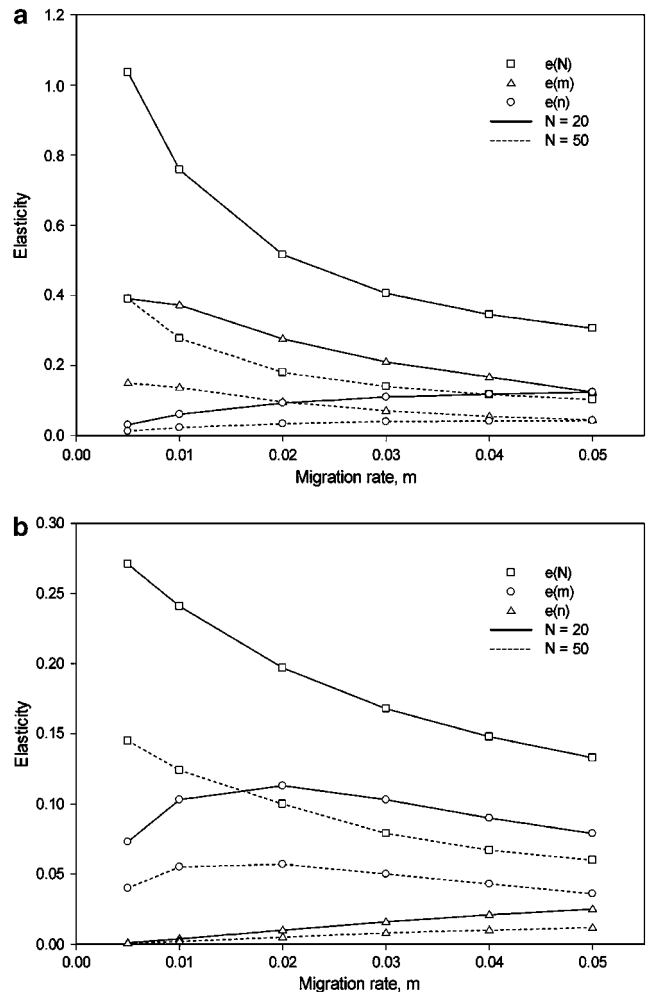 a
1.2
1.0
0.8
0.6
0.4
0.2
0.0
Elasticity
e(N)
e(m)
e(n)
N = 20
N = 50
0.00 0.01 0.02 0.03 0.04 0.05
Migration rate, m
b
0.30
0.25
0.20
0.15
0.10
0.05
0.00
Elasticity
e(N)
e(m)
e(n)
N = 20
N = 50
0.00 0.01 0.02 0.03 0.04 0.05
Migration rate, m